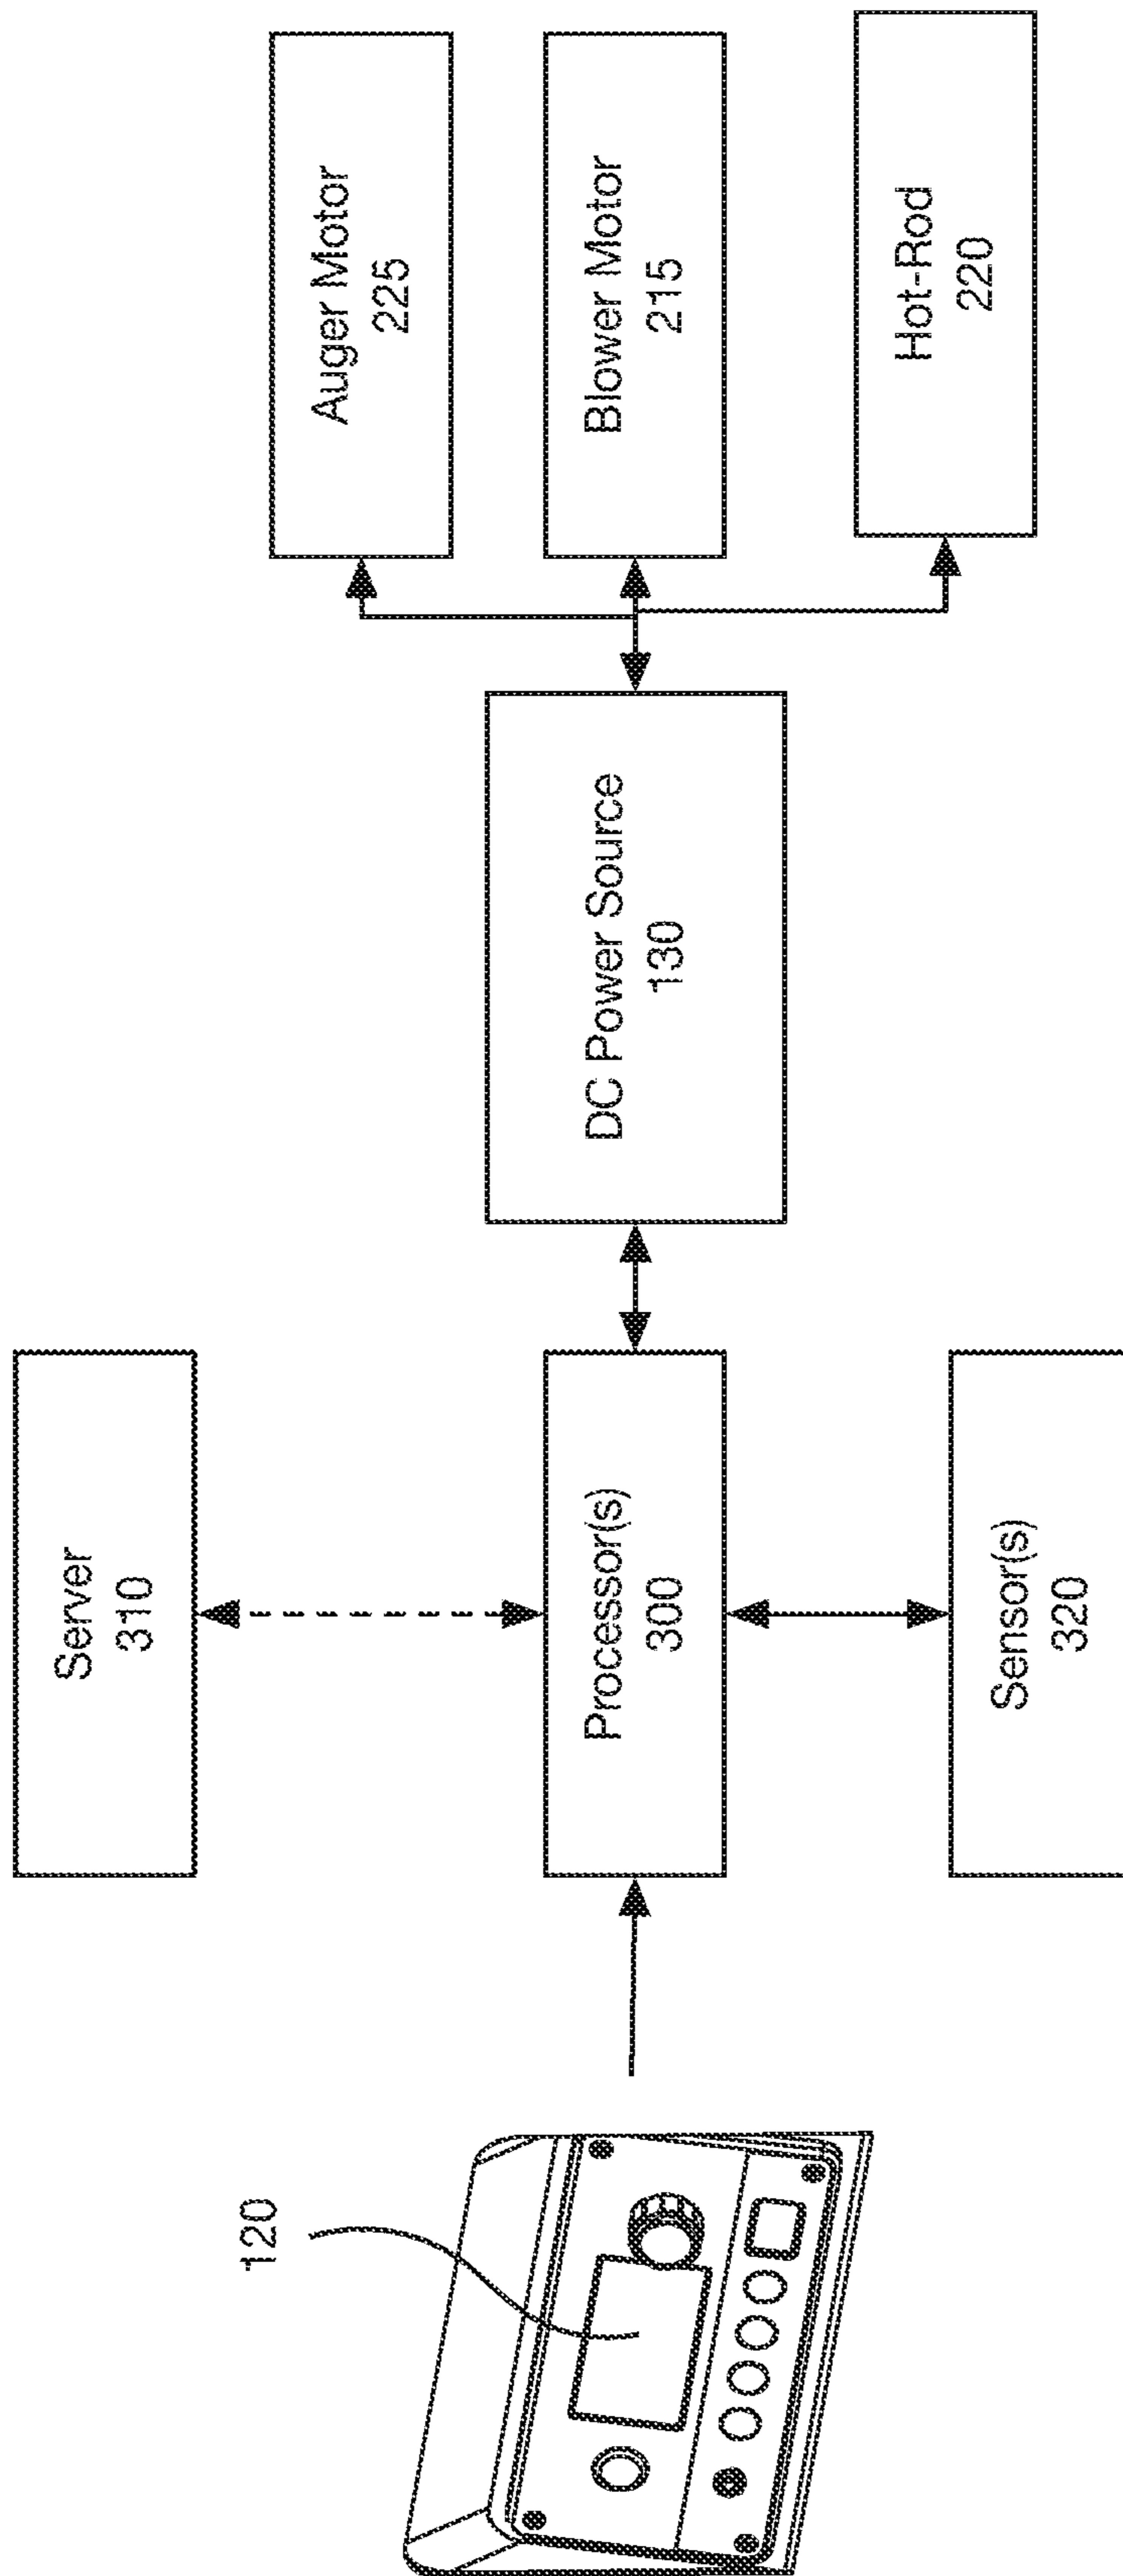 120
Server
310
Processor(s)
300
Sensor(s)
320
DC Power Source
130
Auger Motor
225
Blower Motor
215
Hot-Rod
220